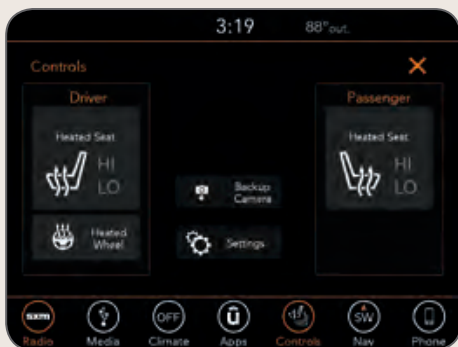 3:19
88°out.
Controls
Driver
Heated Seat
HI
LO
Heated
Wheel
Backup
Camera
Settings
Passenger
Heated Seat
HI
LO
sxm
Radio
Media
OFF
Climate
û
Apps
Controls
SW
Nav
Phone